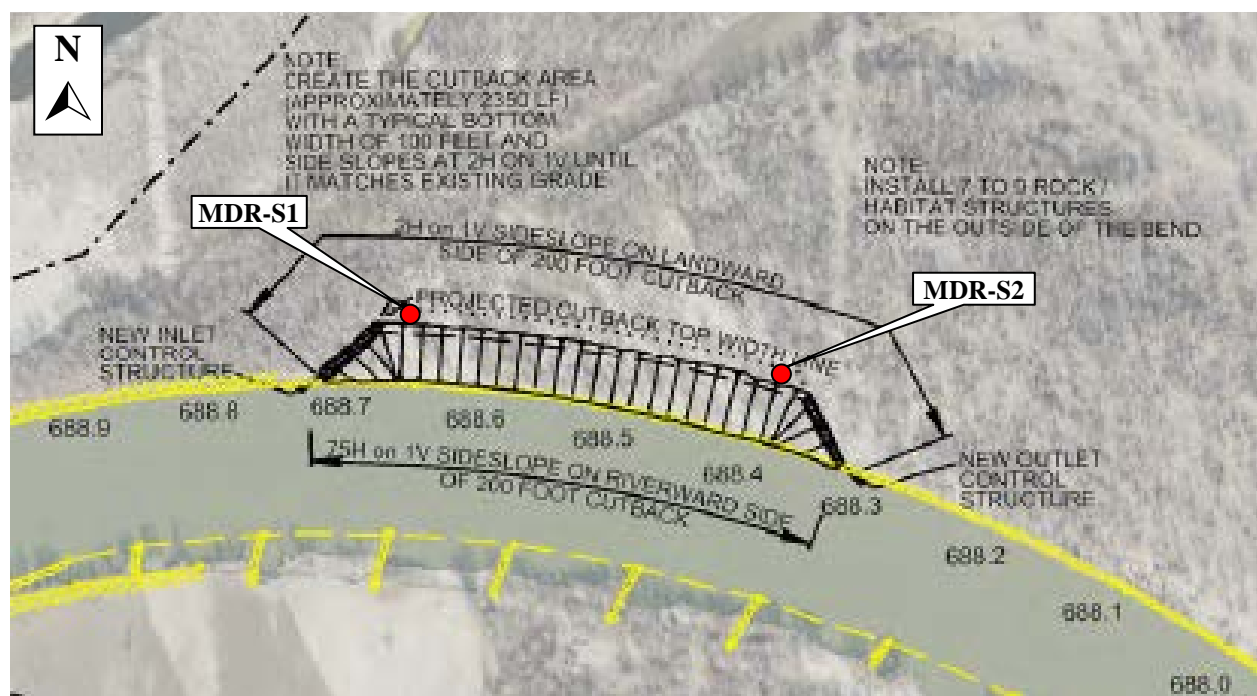 N
NOTE:
CREATE THE CUTBACK AREA
(APPROXIMATELY 2350 LF)
WITH A TYPICAL BOTTOM
WIDTH OF 100 FEET AND
SIDE SLOPES AT 2H ON 1V UNTIL
IT MATCHES EXISTING GRADE
NOTE:
INSTALL 7 TO 9 ROCK /
HABITAT STRUCTURES
ON THE OUTSIDE OF THE BEND
MDR-S1
2H on 1V SIDESLOPE ON LANDWARD
SIDE OF 200 FOOT CUTBACK
MDR-S2
PROJECTED CUTBACK TOP WIDTH LINE
NEW INLET
CONTROL
STRUCTURE
688.9
688.8
688.7
688.6
688.5
688.4
688.3
688.2
688.1
688.0
.75H on 1V SIDESLOPE ON RIVERWARD SIDE
OF 200 FOOT CUTBACK
NEW OUTLET
CONTROL
STRUCTURE